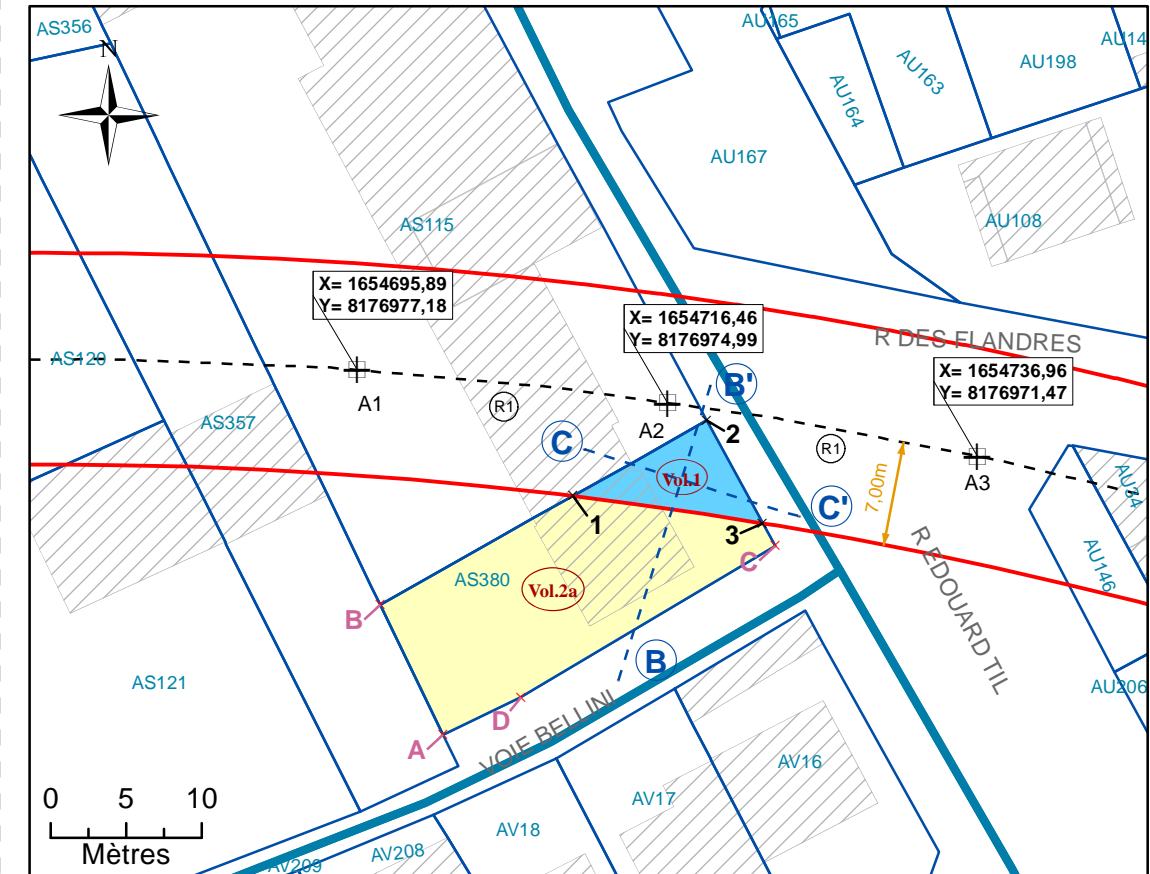 AS356
N
AU165
AU14
AU198
AU163
AU164
AU167
AU108
AS115
X= 1654695,89
Y= 8176977,18
X= 1654716,46
Y= 8176974,99
R DES FLANDRES
X= 1654736,96
Y= 8176971,47
AS120
A1
R1
A2
B'
2
AS357
C
R1
A3
Vol.1
7,00m
AU34
C'
1
3
C
R EDOUARD TIL
AU146
AS380
Vol.2a
B
B
AS121
AU206
D
A
VOIE BELLINI
AV16
0 5 10
Mètres
AV17
AV18
AV208
AV209